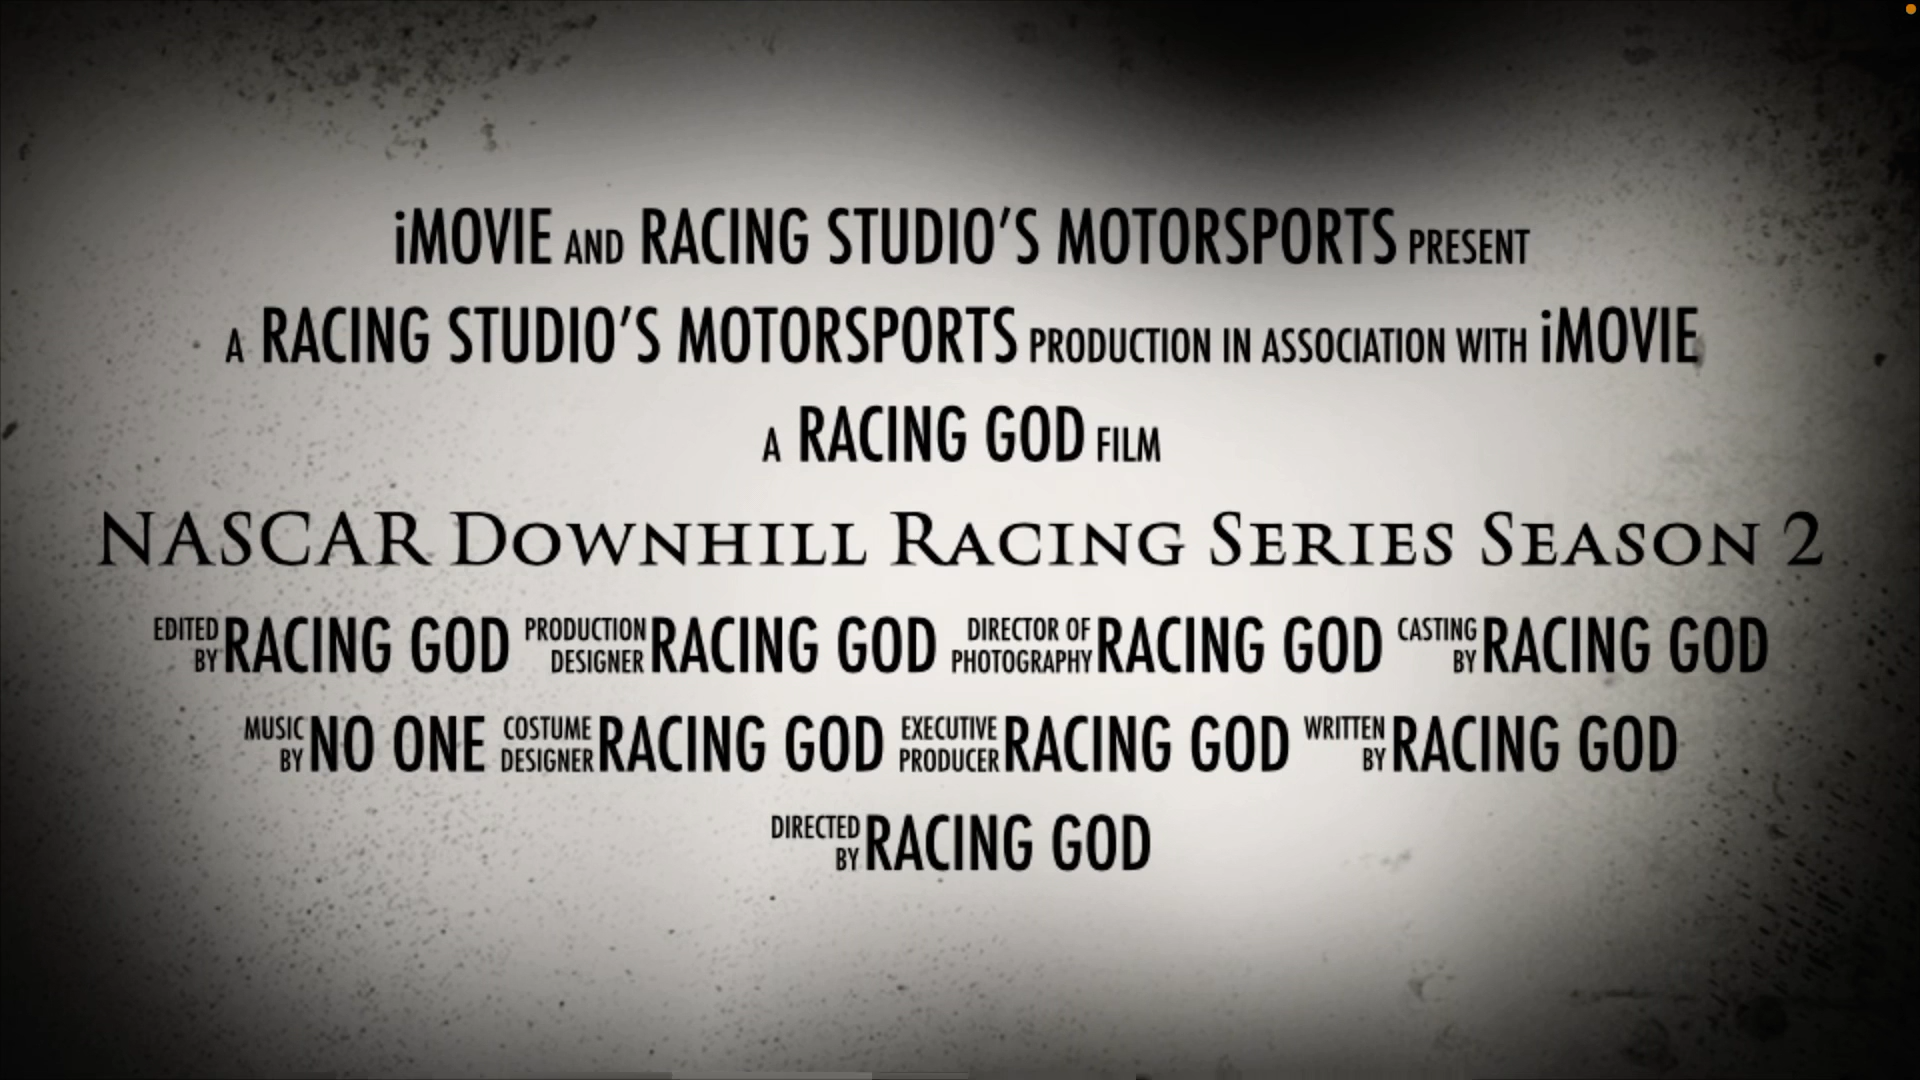 iMOVIE AND RACING STUDIO'S MOTORSPORTS PRESENT
A RACING STUDIO'S MOTORSPORTS PRODUCTION IN ASSOCIATION WITH iMOVIE
A RACING GOD FILM
NASCAR DOWNHILL RACING SERIES SEASON 2
EDITED BY RACING GOD PRODUCTION DESIGNER RACING GOD DIRECTOR OF PHOTOGRAPHY RACING GOD CASTING BY RACING GOD
MUSIC BY NO ONE COSTUME DESIGNER RACING GOD EXECUTIVE PRODUCER RACING GOD WRITTEN BY RACING GOD
DIRECTED BY RACING GOD